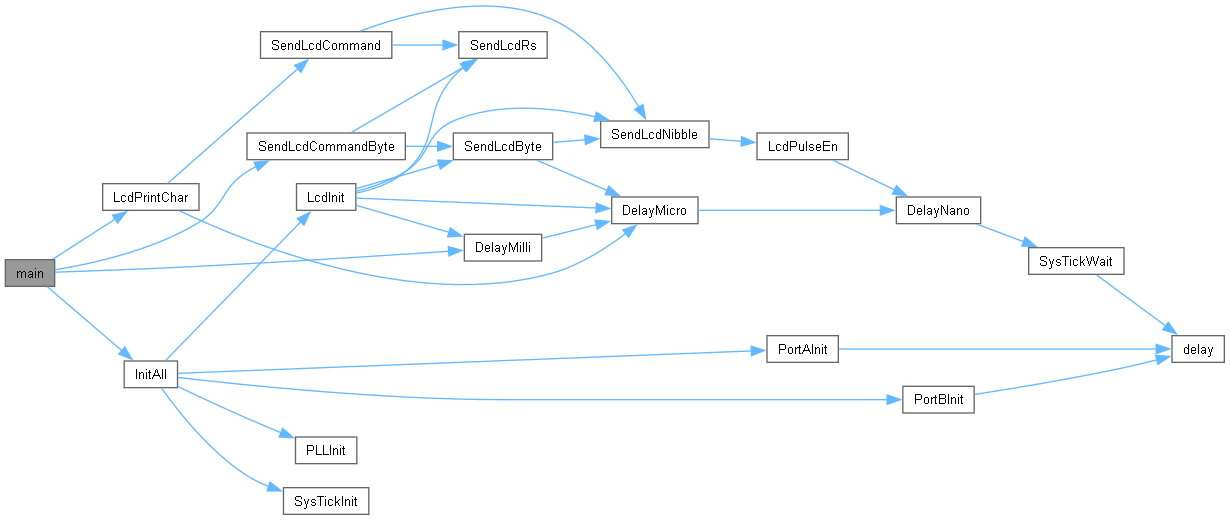 SendLcdCommand
SendLcdRs
SendLcdNibble
SendLcdCommandByte
SendLcdByte
LcdPulseEn
LcdPrintChar
LcdInit
DelayMicro
DelayNano
DelayMilli
SysTickWait
main
PortAInit
delay
InitAll
PortBInit
PLLInit
SysTickInit